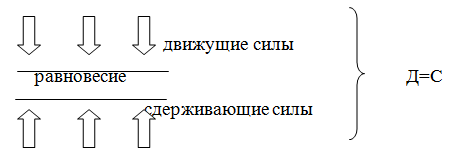 движущие силы
равновесие
Д=С
сдерживающие силы